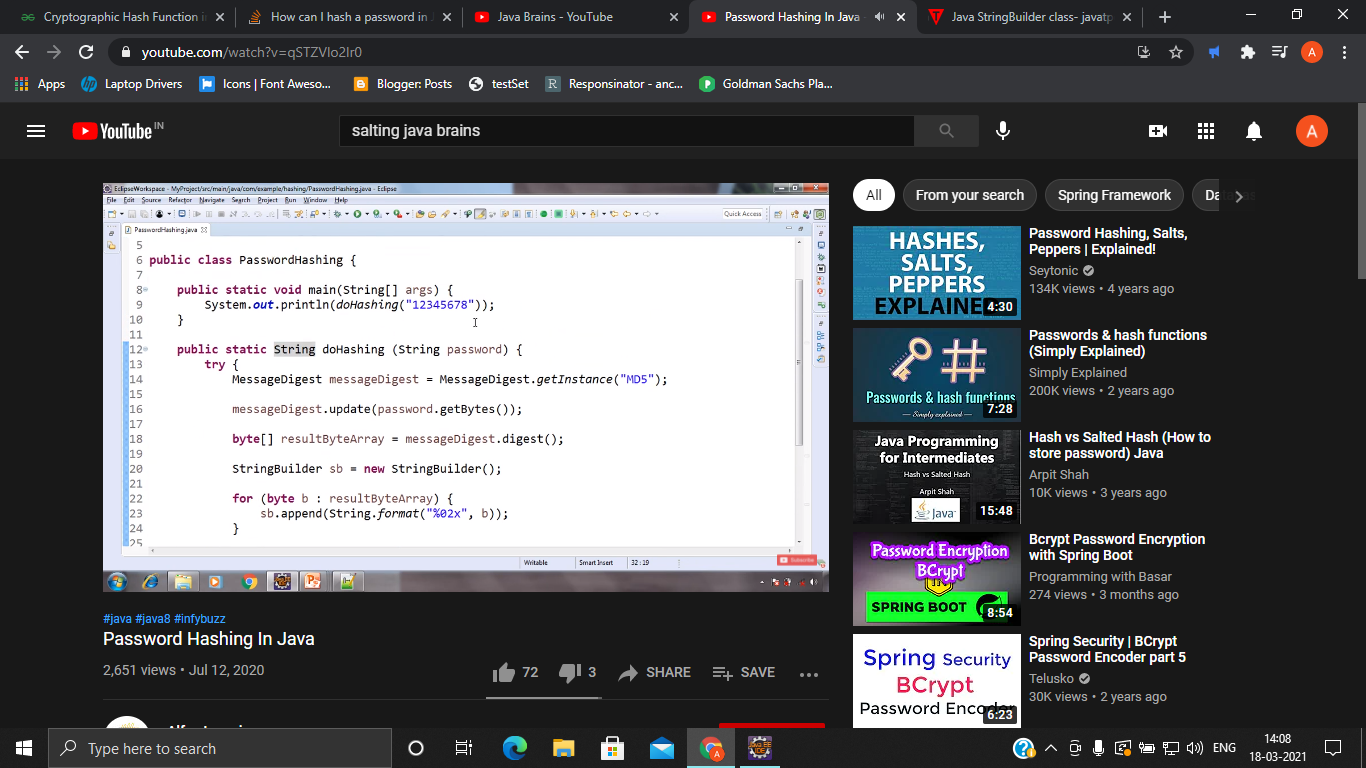 Cryptographic Hash Function in
How can I hash a password in J
Java Brains - YouTube
Password Hashing In Java -
Java StringBuilder class- javatp
youtube.com/watch?v=qSTZVlo2Ir0
A
Apps
Laptop Drivers
Icons | Font Aweso...
Blogger: Posts
testSet
R Responsinator - anc...
Goldman Sachs Pla...
YouTube IN
salting java brains
A
EclipseWorkspace - MyProject/src/main/java/com/example/hashing/PasswordHashing.java - Eclipse
File Edit Source Refactor Navigate Search Project Run Window Help
Quick Access
PasswordHashing.java
5
6 public class PasswordHashing {
7
8 public static void main(String[] args) {
9 System.out.println(doHashing("12345678"));
10 }
11
12 public static String doHashing (String password) {
13 try {
14 MessageDigest messageDigest = MessageDigest.getInstance("MD5");
15
16 messageDigest.update(password.getBytes());
17
18 byte[] resultByteArray = messageDigest.digest();
19
20 StringBuilder sb = new StringBuilder();
21
22 for (byte b : resultByteArray) {
23 sb.append(String.format("%02x", b));
24 }
25
Writable
Smart Insert
32 : 19
Subscribe
#java #java8 #infybuzz
Password Hashing In Java
2,651 views • Jul 12, 2020
72
3
SHARE
SAVE
All
From your search
Spring Framework
HASHES,
SALTS,
PEPPERS
EXPLAINE
4:30
Password Hashing, Salts,
Peppers | Explained!
Seytonic
134K views • 4 years ago
Passwords & hash functions
— Simply explained —
7:28
Passwords & hash functions
(Simply Explained)
Simply Explained
200K views • 2 years ago
Java Programming
for Intermediates
Hash vs Salted Hash
Arpit Shah
Java
15:48
Hash vs Salted Hash (How to
store password) Java
Arpit Shah
10K views • 3 years ago
Password Encryption
BCrypt
IN
SPRING BOOT
8:54
Bcrypt Password Encryption
with Spring Boot
Programming with Basar
274 views • 3 months ago
Spring Security
BCrypt
Password Encoder
6:23
Spring Security | BCrypt
Password Encoder part 5
Telusko
30K views • 2 years ago
Type here to search
ENG
14:08
18-03-2021